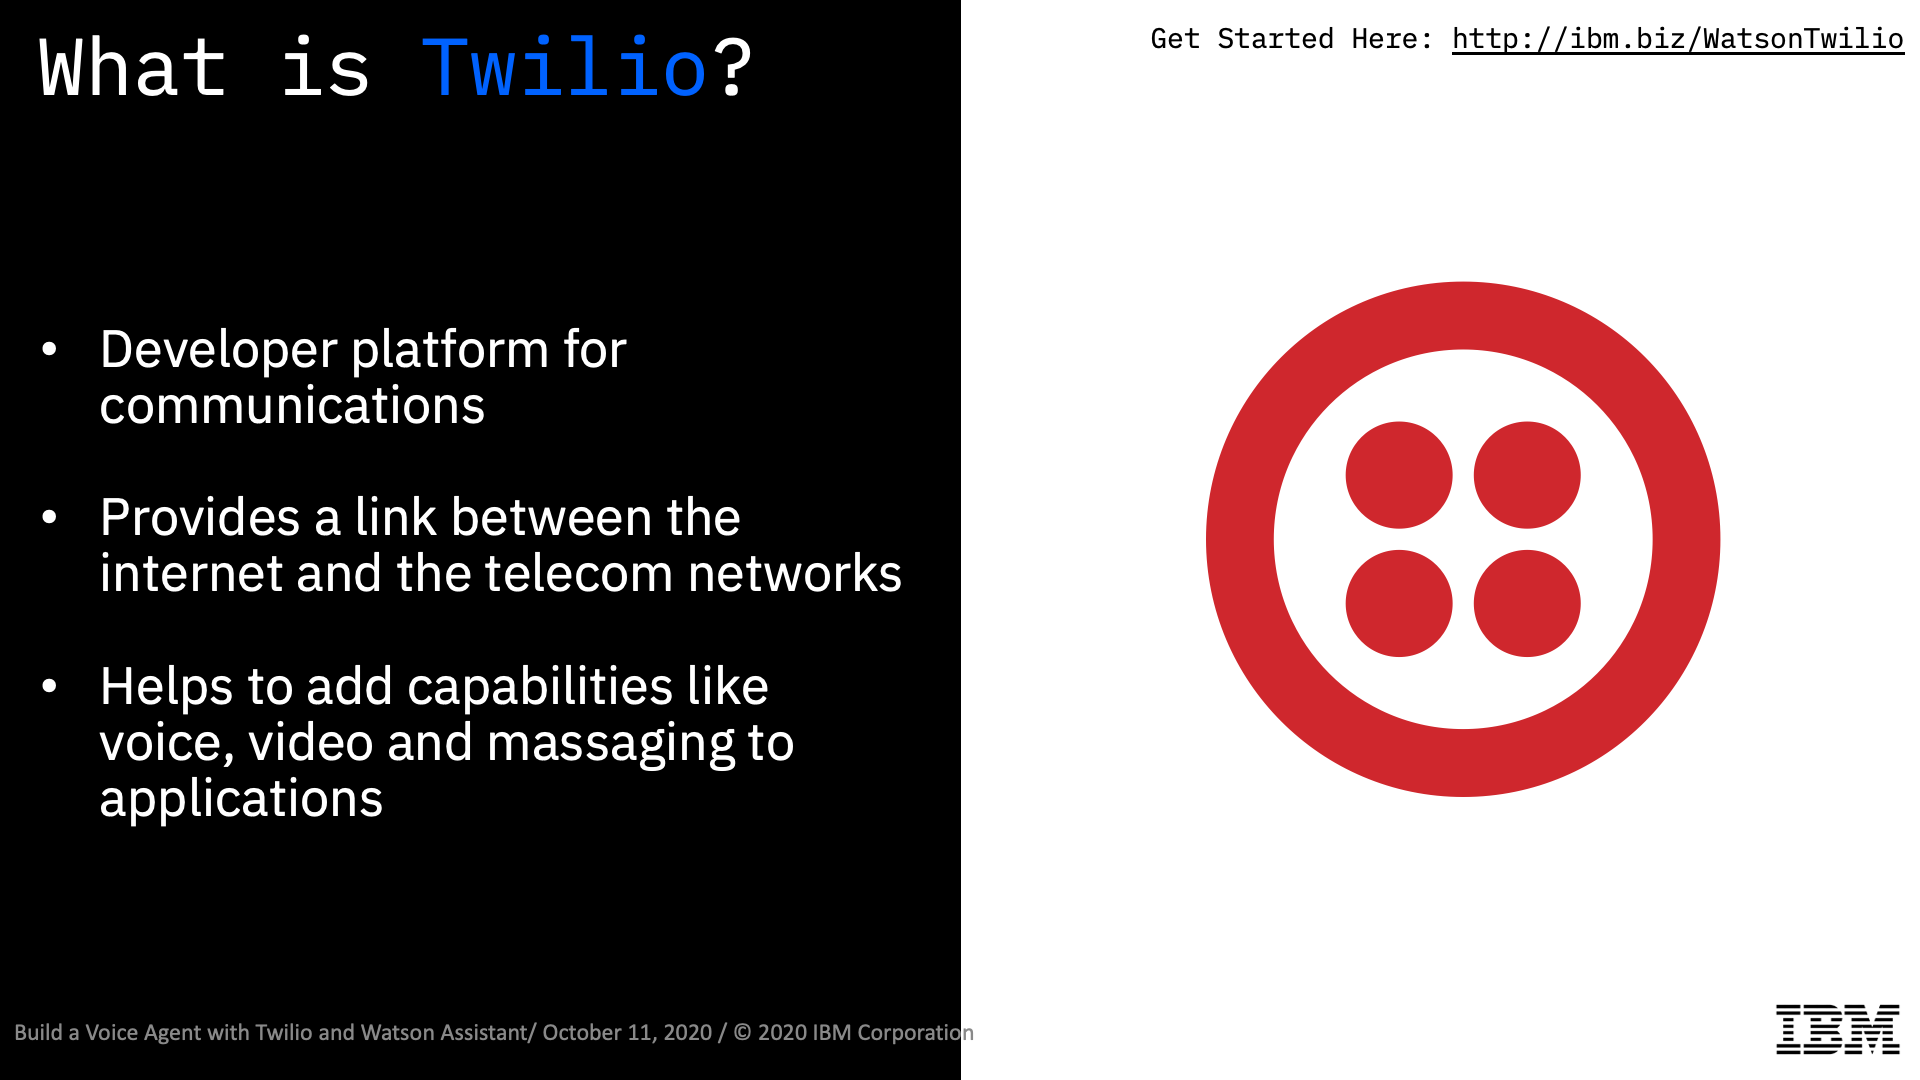 What is Twilio?
Get Started Here: http://ibm.biz/WatsonTwilio
• Developer platform for
communications
• Provides a link between the
internet and the telecom networks
• Helps to add capabilities like
voice, video and massaging to
applications
Build a Voice Agent with Twilio and Watson Assistant/ October 11, 2020 / © 2020 IBM Corporation
IBM